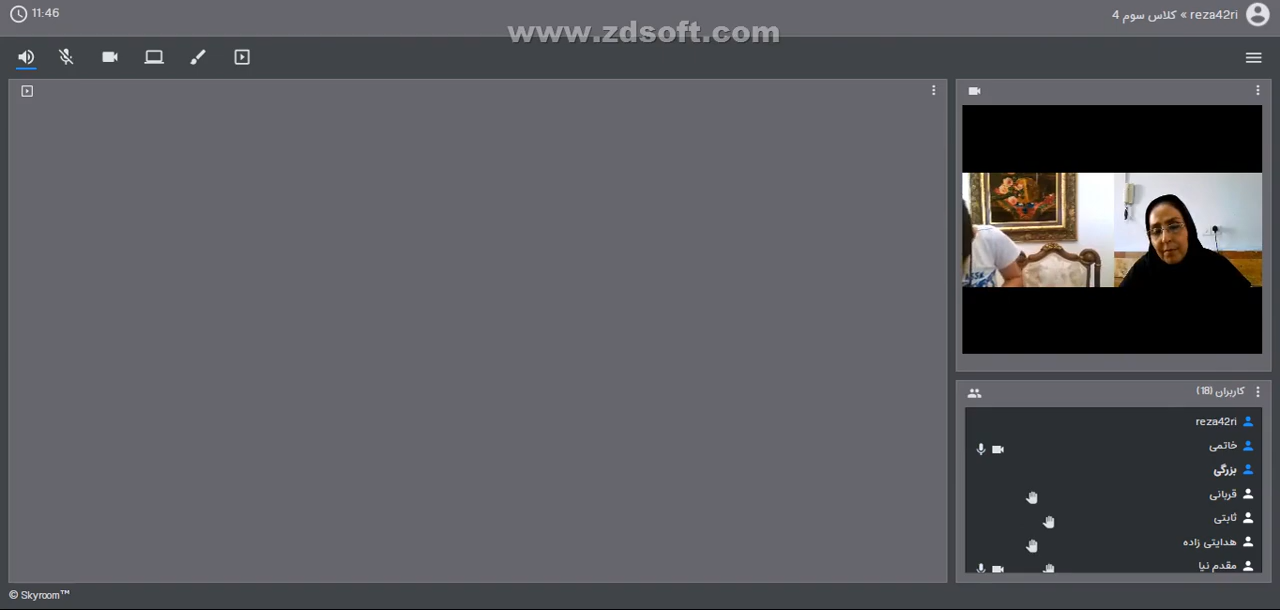 11:46
www.zdsoft.com
reza42ri » کلاس سوم 4
کاربران (18)
reza42ri
خاتمی
بزرگی
قربانی
ثابتی
هدایتی زاده
مقدم نیا
© Skyroom™